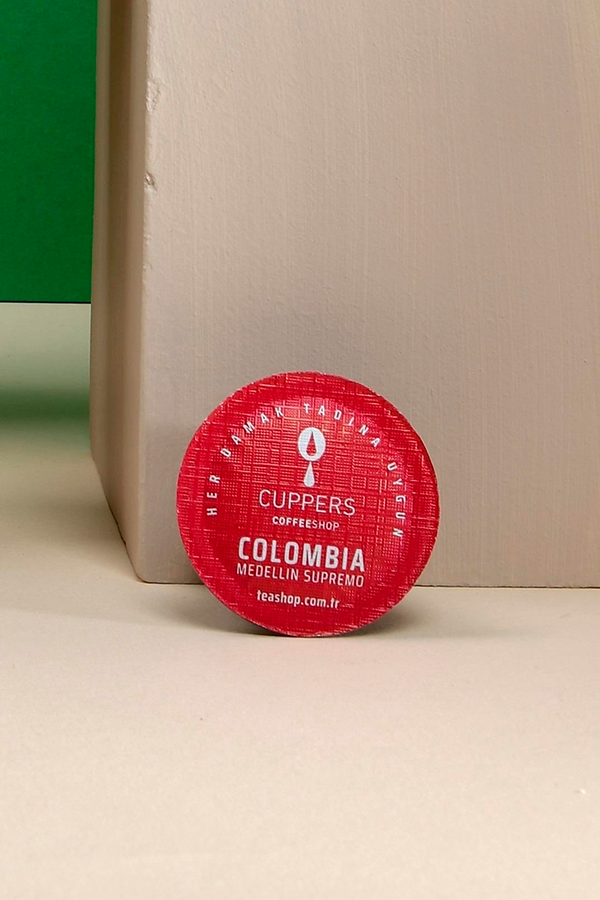 HER DAMAK TADINA UYGUN
CUPPERS
COFFEESHOP
COLOMBIA
MEDELLIN SUPREMO
teashop.com.tr